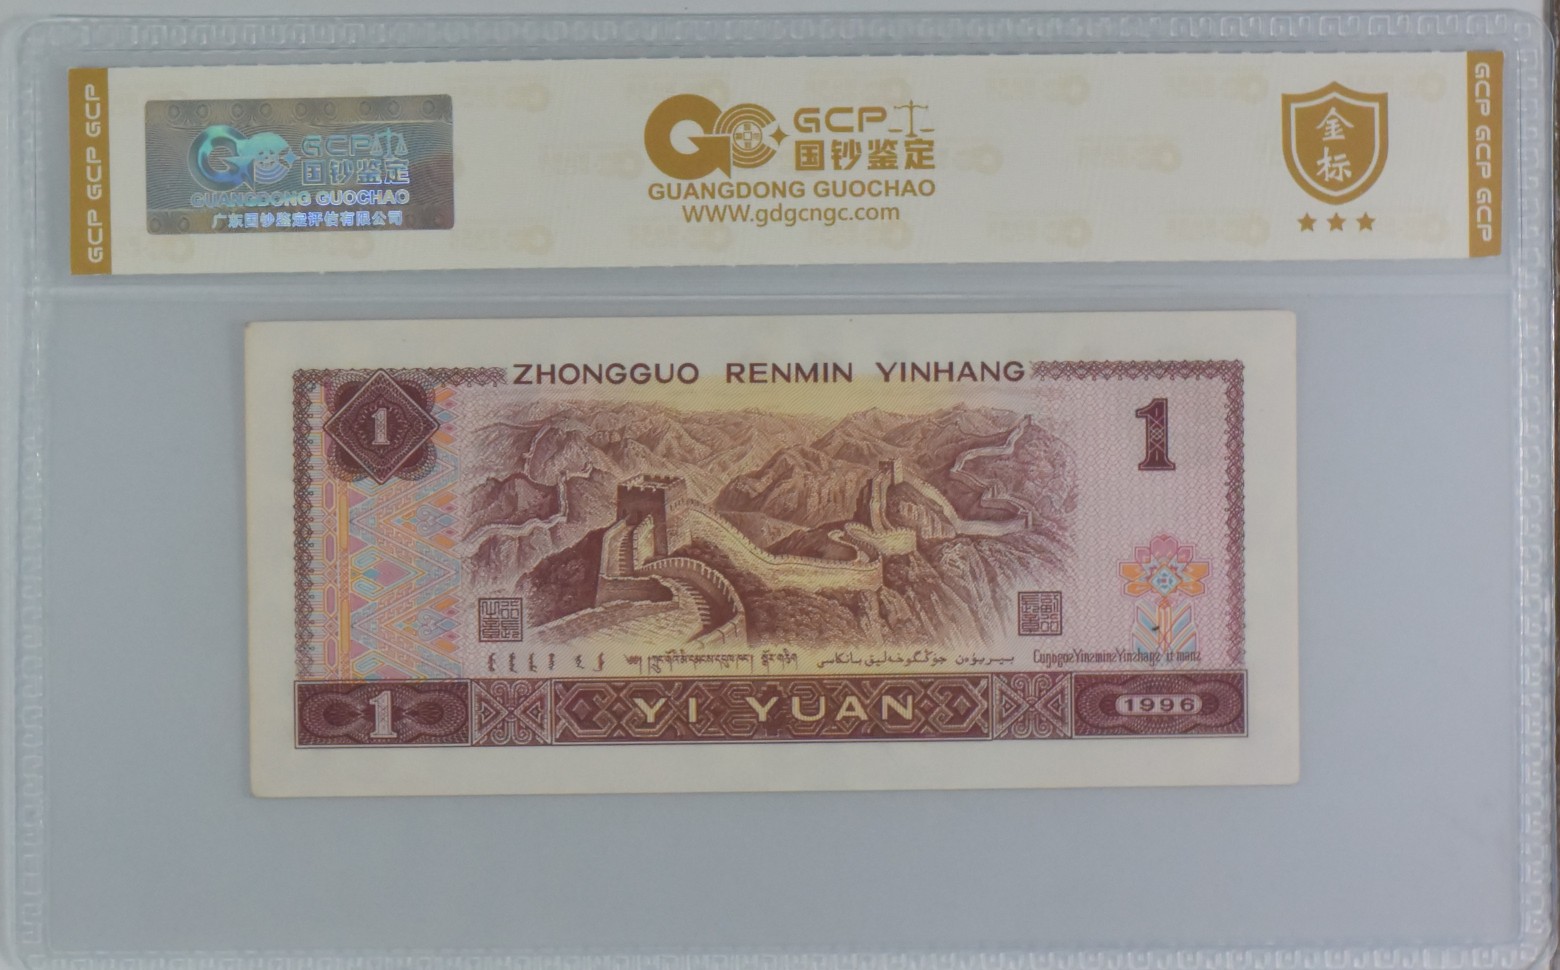 GCP GCP GCP
GCP
国钞鉴定
GUANGDONG GUOCHAO
广东国钞鉴定评估有限公司
GCP
国钞鉴定
GUANGDONG GUOCHAO
WWW.gdgcngc.com
金
标
GCP GCP GCP
ZHONGGUO RENMIN YINHANG
1
1
1
YI YUAN
1996